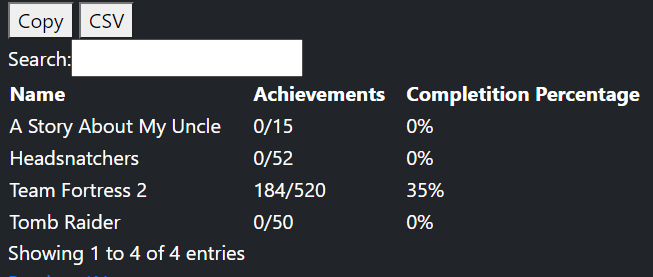 Copy CSV
Search:
Name Achievements Completition Percentage
A Story About My Uncle 0/15 0%
Headsnatchers 0/52 0%
Team Fortress 2 184/520 35%
Tomb Raider 0/50 0%
Showing 1 to 4 of 4 entries